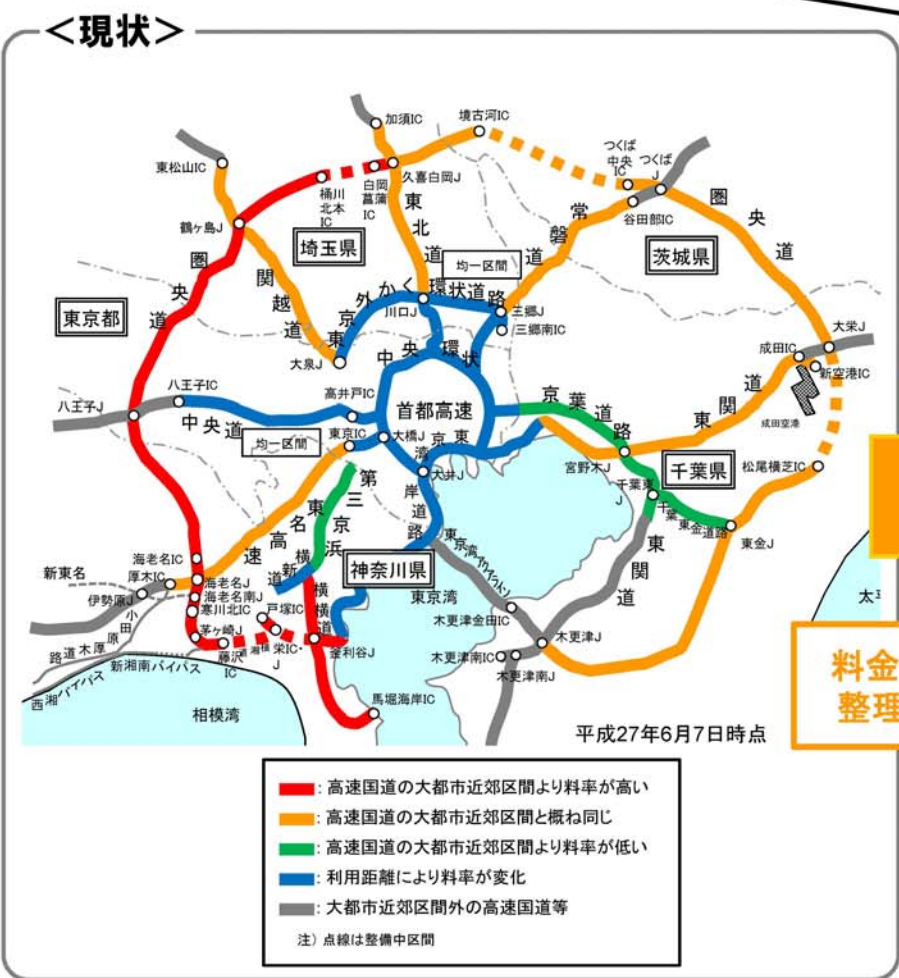 ＜現状＞
加須IC
境古河IC
東松山IC
つくば
中央
IC
つくば
J
白岡
菖蒲
IC
久喜白岡J
桶川
北本
IC
谷田部IC
鶴ヶ島J
東北道
常磐道
圏央道
埼玉県
均一区間
茨城県
圏央道
関越道
東京外かく環状道路
川口J
三郷J
三郷南IC
東京都
大泉J
中央環状
大栄J
成田IC
新空港IC
成田空港
八王子IC
高井戸IC
八王子J
中央道
首都高速
京葉道路
東関道
均一区間
東京IC
大橋J
東京湾岸道路
大井J
宮野木J
千葉県
松尾横芝IC
千葉東
J
千葉東金道路
東金J
第三京浜
東名高速
東関道
神奈川県
横浜新道
横横道
東京湾アクアライン
東京湾
海老名IC
新東名
厚木IC
海老名J
伊勢原J
海老名南J
寒川北IC
戸塚IC
小田原厚木道路
茅ヶ崎J
藤沢
IC
栄IC・
J
釜利谷J
木更津金田IC
木更津J
木更津南IC
木更津南J
西湘バイパス
新湘南バイパス
馬堀海岸IC
相模湾
太平
平成27年6月7日時点
料金
整理
：高速国道の大都市近郊区間より料率が高い
：高速国道の大都市近郊区間と概ね同じ
：高速国道の大都市近郊区間より料率が低い
：利用距離により料率が変化
：大都市近郊区間外の高速国道等
注）点線は整備中区間